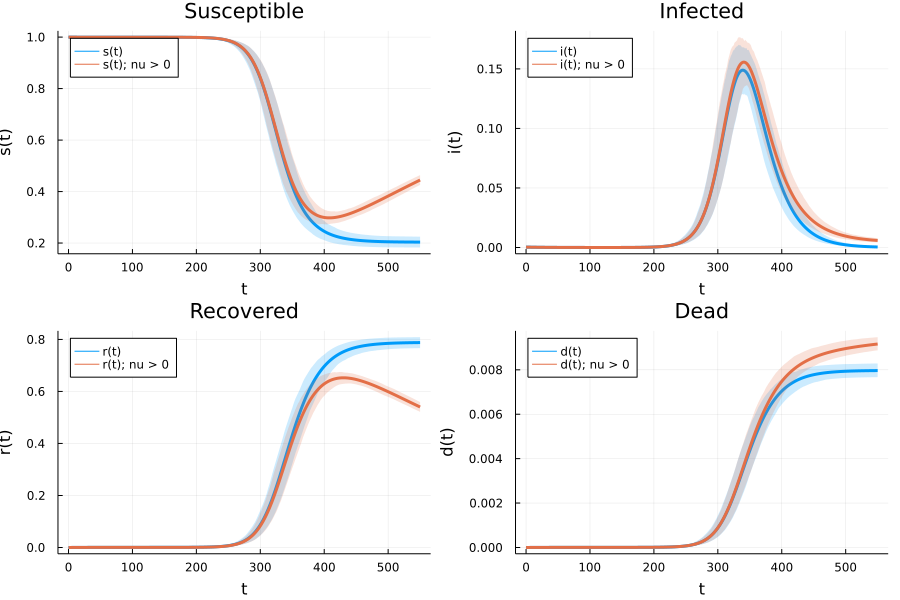 Susceptible
s(t)
s(t); nu > 0
1.0
0.8
0.6
0.4
0.2
s(t)
0 100 200 300 400 500
t
Infected
i(t)
i(t); nu > 0
0.15
0.10
0.05
0.00
i(t)
0 100 200 300 400 500
t
Recovered
r(t)
r(t); nu > 0
0.8
0.6
0.4
0.2
0.0
r(t)
0 100 200 300 400 500
t
Dead
d(t)
d(t); nu > 0
0.008
0.006
0.004
0.002
0.000
d(t)
0 100 200 300 400 500
t